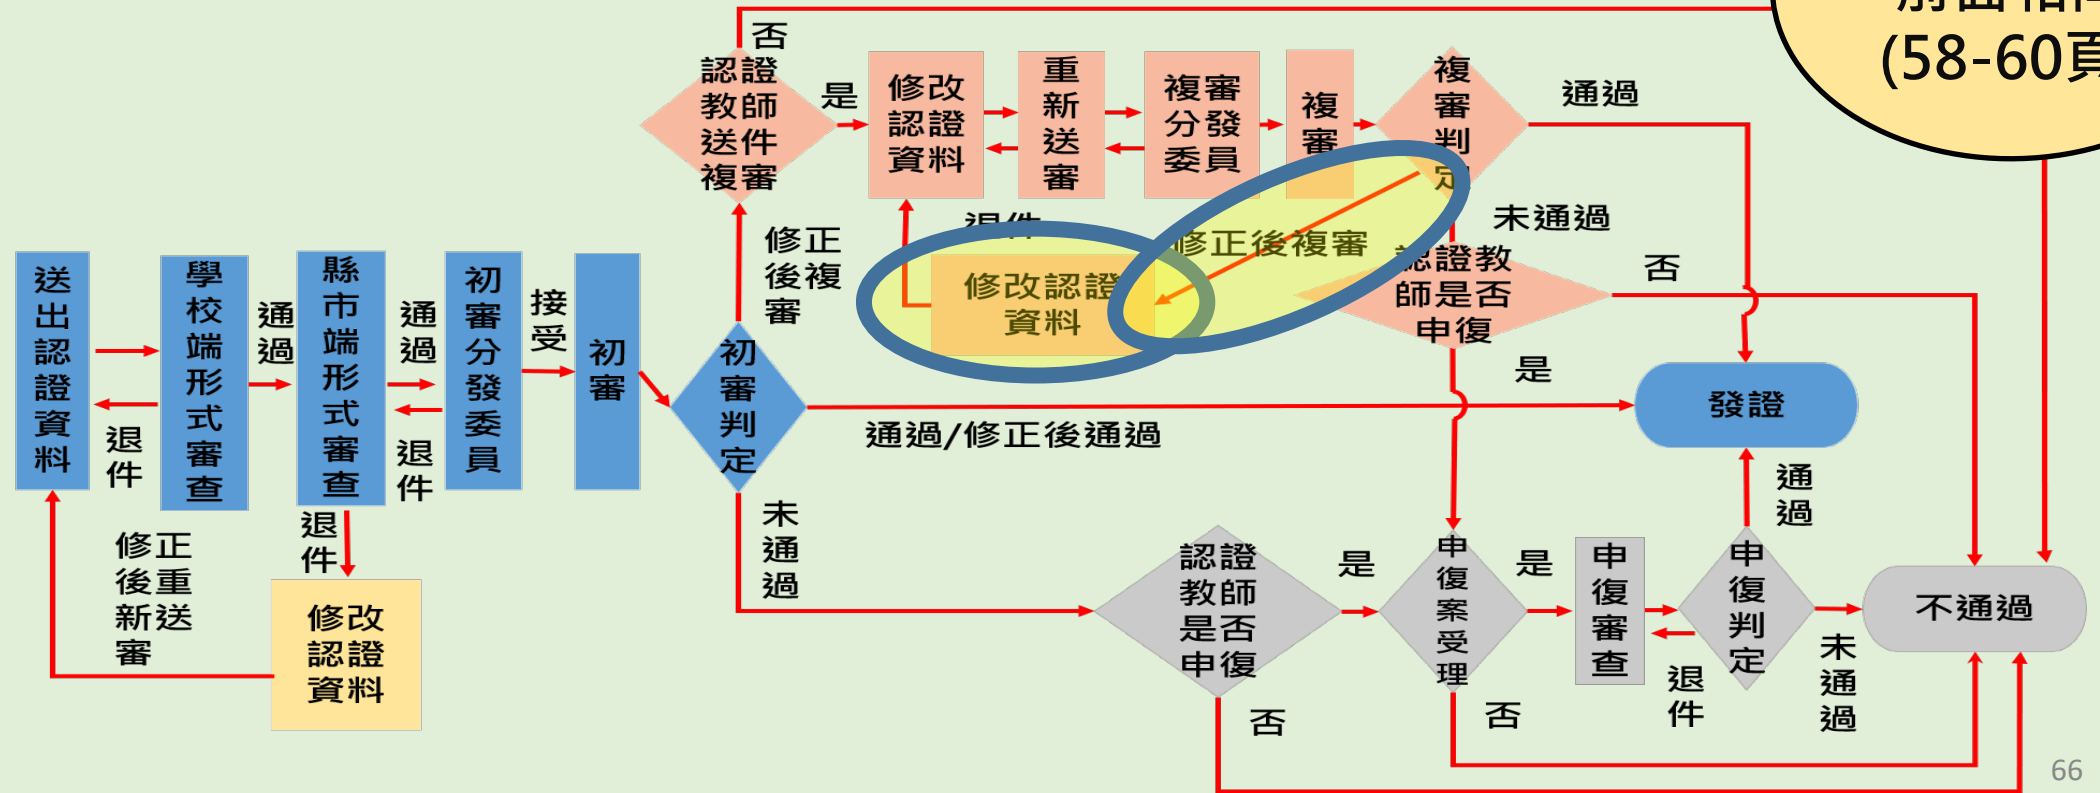 (58-60頁
否
認證
教師
送件
複審
是
修改
認證
資料
重
新
送
審
複審
分發
委員
複
審
複
審
判
定
通過
未通過
退件
修正後複審
修改認證
資料
修正
後複
審
認證教
師是否
申復
否
是
送
出
認
證
資
料
退
件
學
校
端
形
式
審
查
通
過
縣
市
端
形
式
審
查
通
過
退
件
初
審
分
發
委
員
接
受
初
審
初
審
判
定
通過/修正後通過
發證
未
通
過
退
件
修正
後重
新送
審
修改
認證
資料
認證
教師
是否
申復
是
否
申
復
案
受
理
是
否
申
復
審
查
退
件
申
復
判
定
通
過
未
通
過
不通過
66